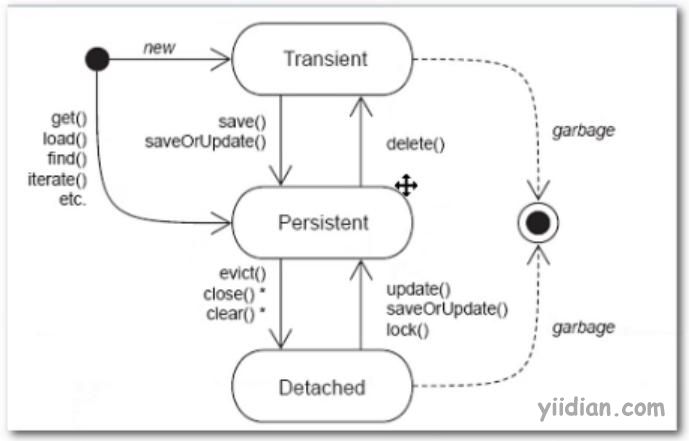 new
Transient
get()
load()
find()
iterate()
etc.
save()
saveOrUpdate()
delete()
garbage
Persistent
evict()
close() *
clear() *
update()
saveOrUpdate()
lock()
garbage
Detached
yiidian.com